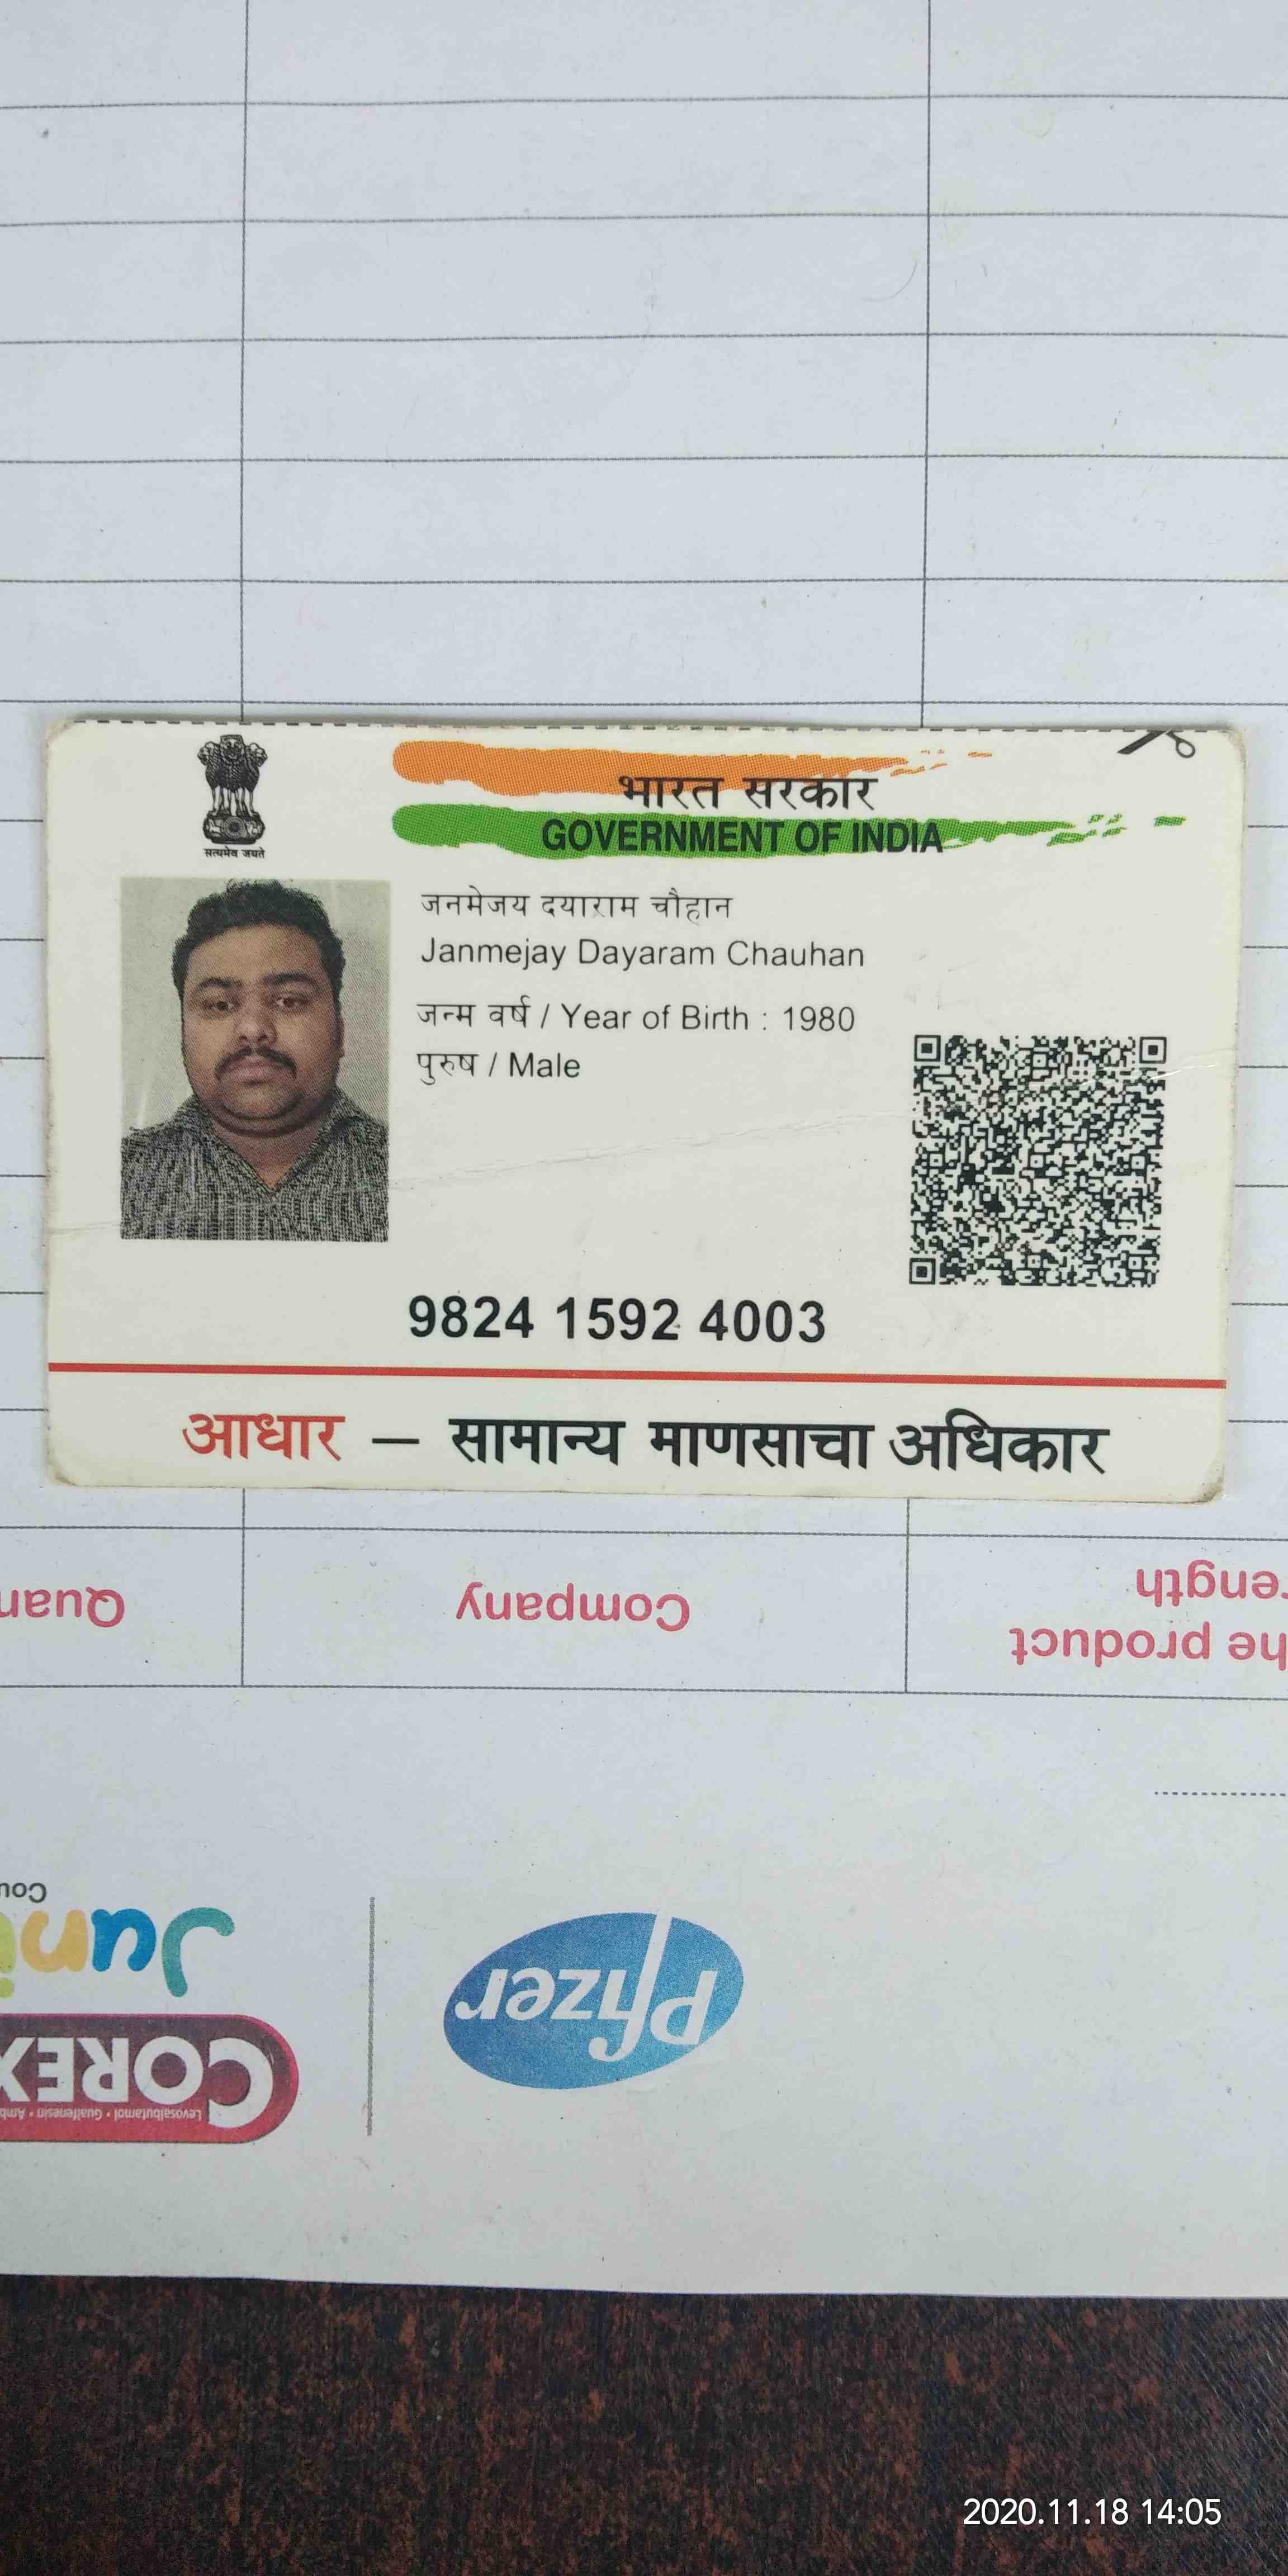 भारत सरकार
GOVERNMENT OF INDIA
सत्यमेव जयते
जनमेजय दयाराम चौहान
Janmejay Dayaram Chauhan
जन्म वर्ष / Year of Birth : 1980
पुरुष / Male
9824 1592 4003
आधार – सामान्य माणसाचा अधिकार
Quan
Company
he product
rength
Cou
Juni
Pfizer
COREX
Levosalbutamol • Guaifenesin • Amb
2020.11.18 14:05